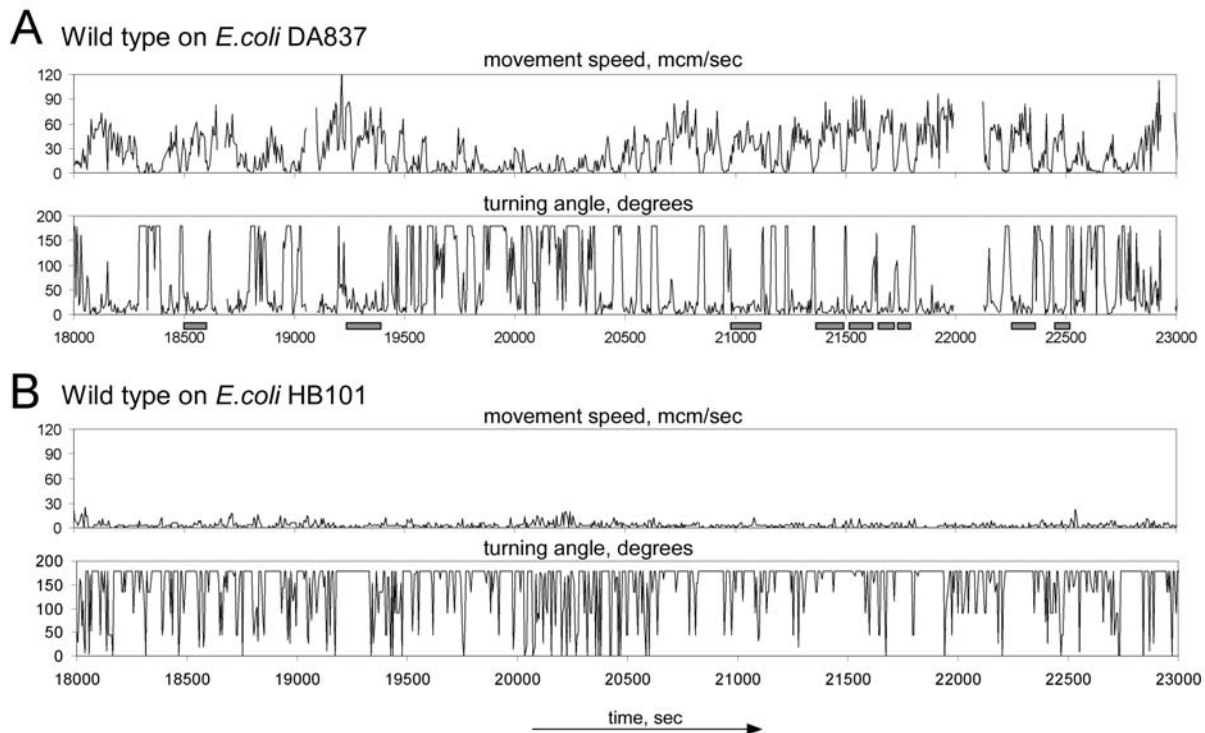 A Wild type on E.coli DA837
movement speed, mcm/sec
120
90
60
30
0
turning angle, degrees
200
150
100
50
0
18000 18500 19000 19500 20000 20500 21000 21500 22000 22500 23000
B Wild type on E.coli HB101
movement speed, mcm/sec
120
90
60
30
0
turning angle, degrees
200
150
100
50
0
18000 18500 19000 19500 20000 20500 21000 21500 22000 22500 23000
time, sec